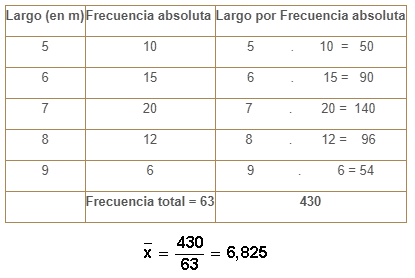 Largo (en m) Frecuencia absoluta Largo por Frecuencia absoluta
5 10 5 . 10 = 50
6 15 6 . 15 = 90
7 20 7 . 20 = 140
8 12 8 . 12 = 96
9 6 9 . 6 = 54
Frecuencia total = 63 430
x̄ = 430/63 = 6,825